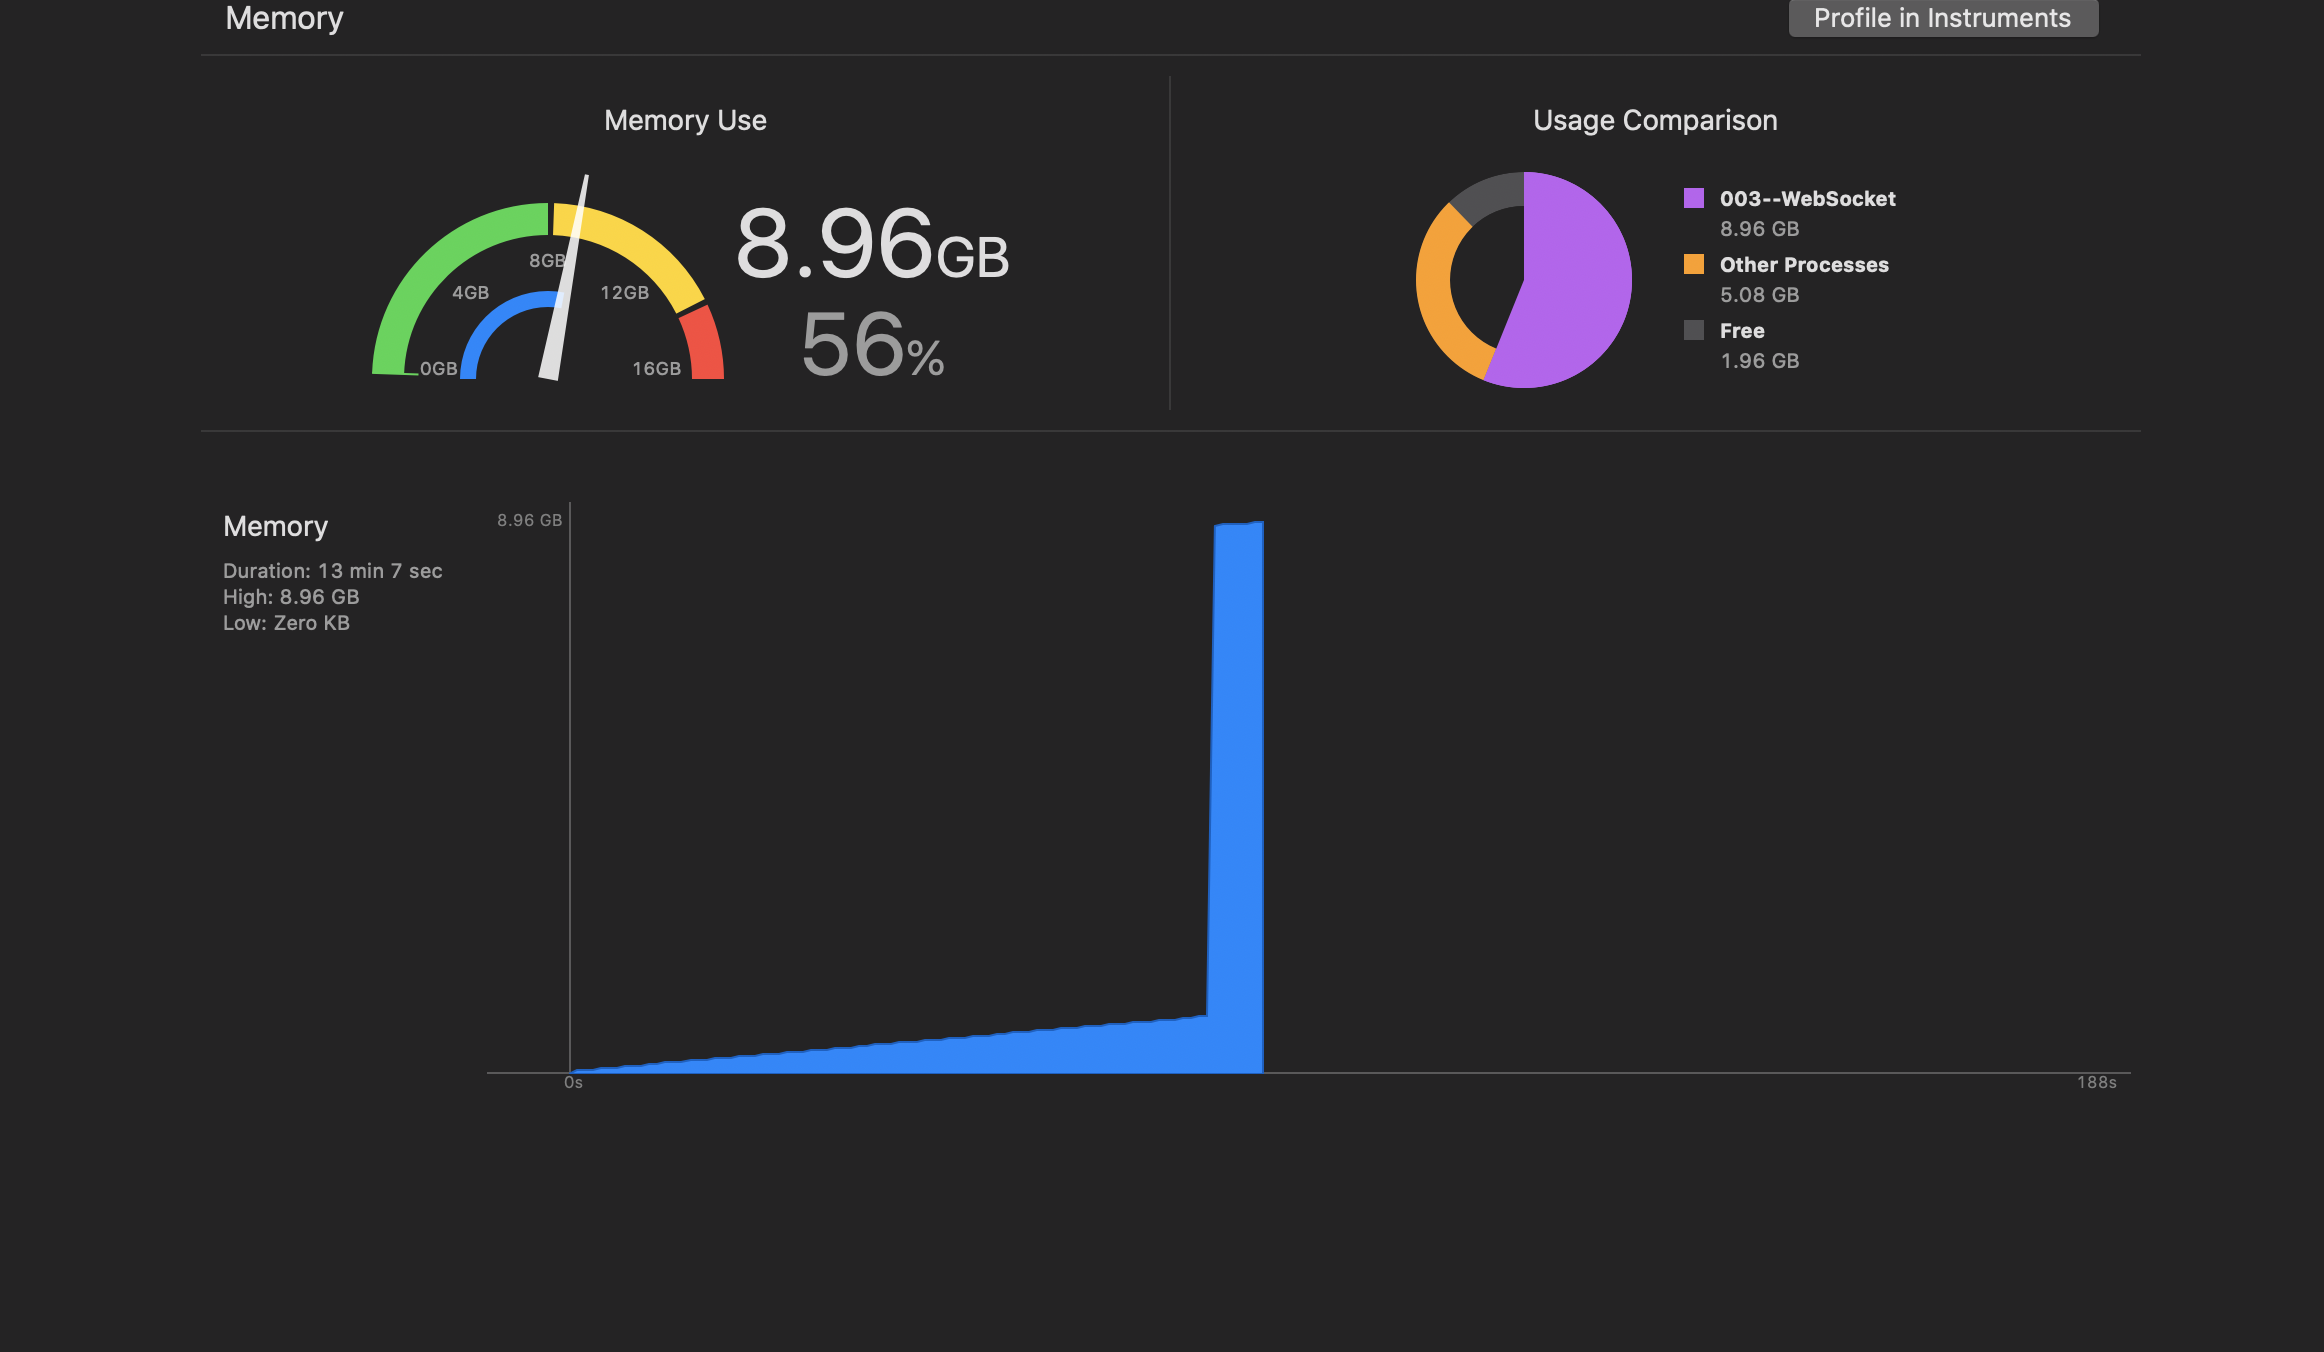 Memory
Profile in Instruments
Memory Use
0GB
4GB
8GB
12GB
16GB
8.96GB
56%
Usage Comparison
003--WebSocket
8.96 GB
Other Processes
5.08 GB
Free
1.96 GB
Memory
Duration: 13 min 7 sec
High: 8.96 GB
Low: Zero KB
8.96 GB
0s
188s